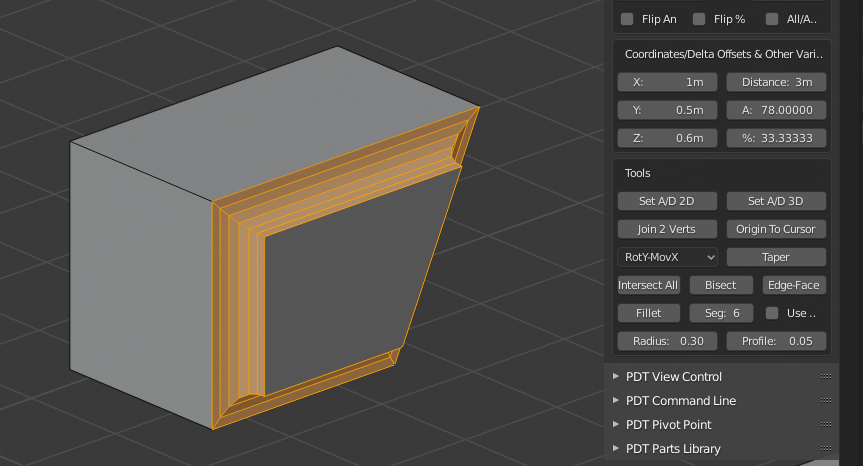 Flip An Flip % All/A..
Coordinates/Delta Offsets & Other Vari..
X: 1m Distance: 3m
Y: 0.5m A: 78.00000
Z: 0.6m %: 33.33333
Tools
Set A/D 2D Set A/D 3D
Join 2 Verts Origin To Cursor
RotY-MovX Taper
Intersect All Bisect Edge-Face
Fillet Seg: 6 Use ..
Radius: 0.30 Profile: 0.05
PDT View Control
PDT Command Line
PDT Pivot Point
PDT Parts Library